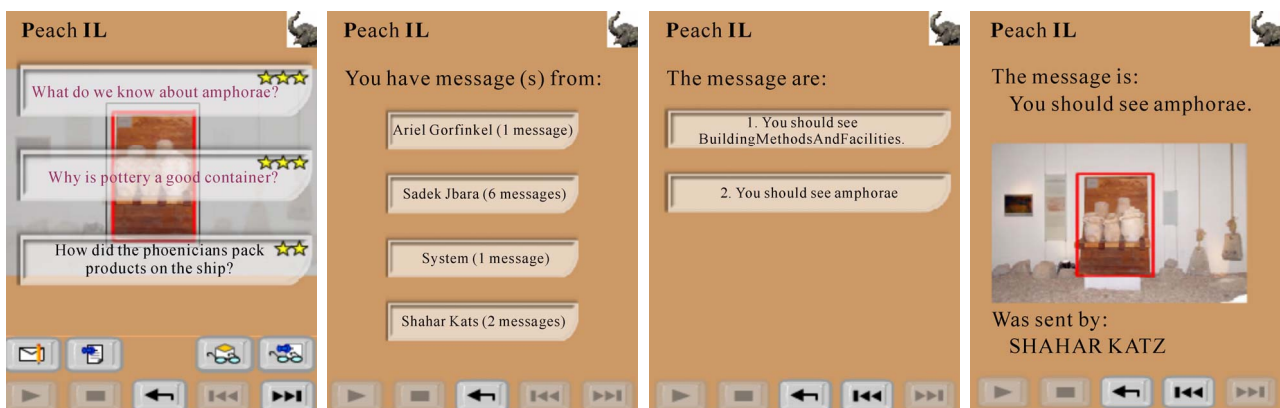 Peach IL
What do we know about amphorae?
Why is pottery a good container?
How did the phoenicians pack
products on the ship?
Peach IL
You have message (s) from:
Ariel Gorfinkel (1 message)
Sadek Jbara (6 messages)
System (1 message)
Shahar Kats (2 messages)
Peach IL
The message are:
1. You should see
BuildingMethodsAndFacilities.
2. You should see amphorae
Peach IL
The message is:
You should see amphorae.
Was sent by:
SHAHAR KATZ